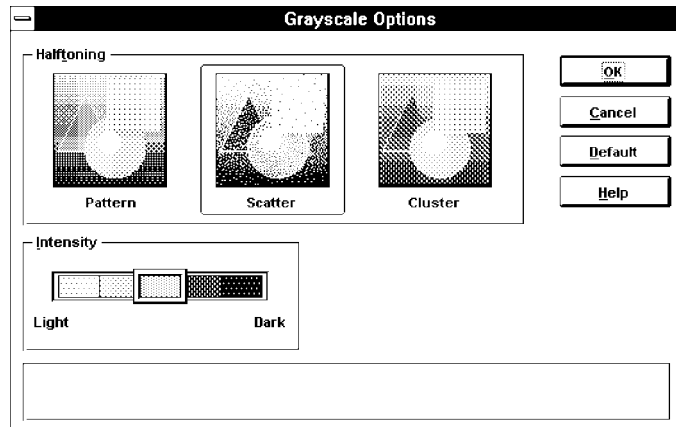 Grayscale Options
Halftoning
Pattern
Scatter
Cluster
OK
Cancel
Default
Help
Intensity
Light
Dark